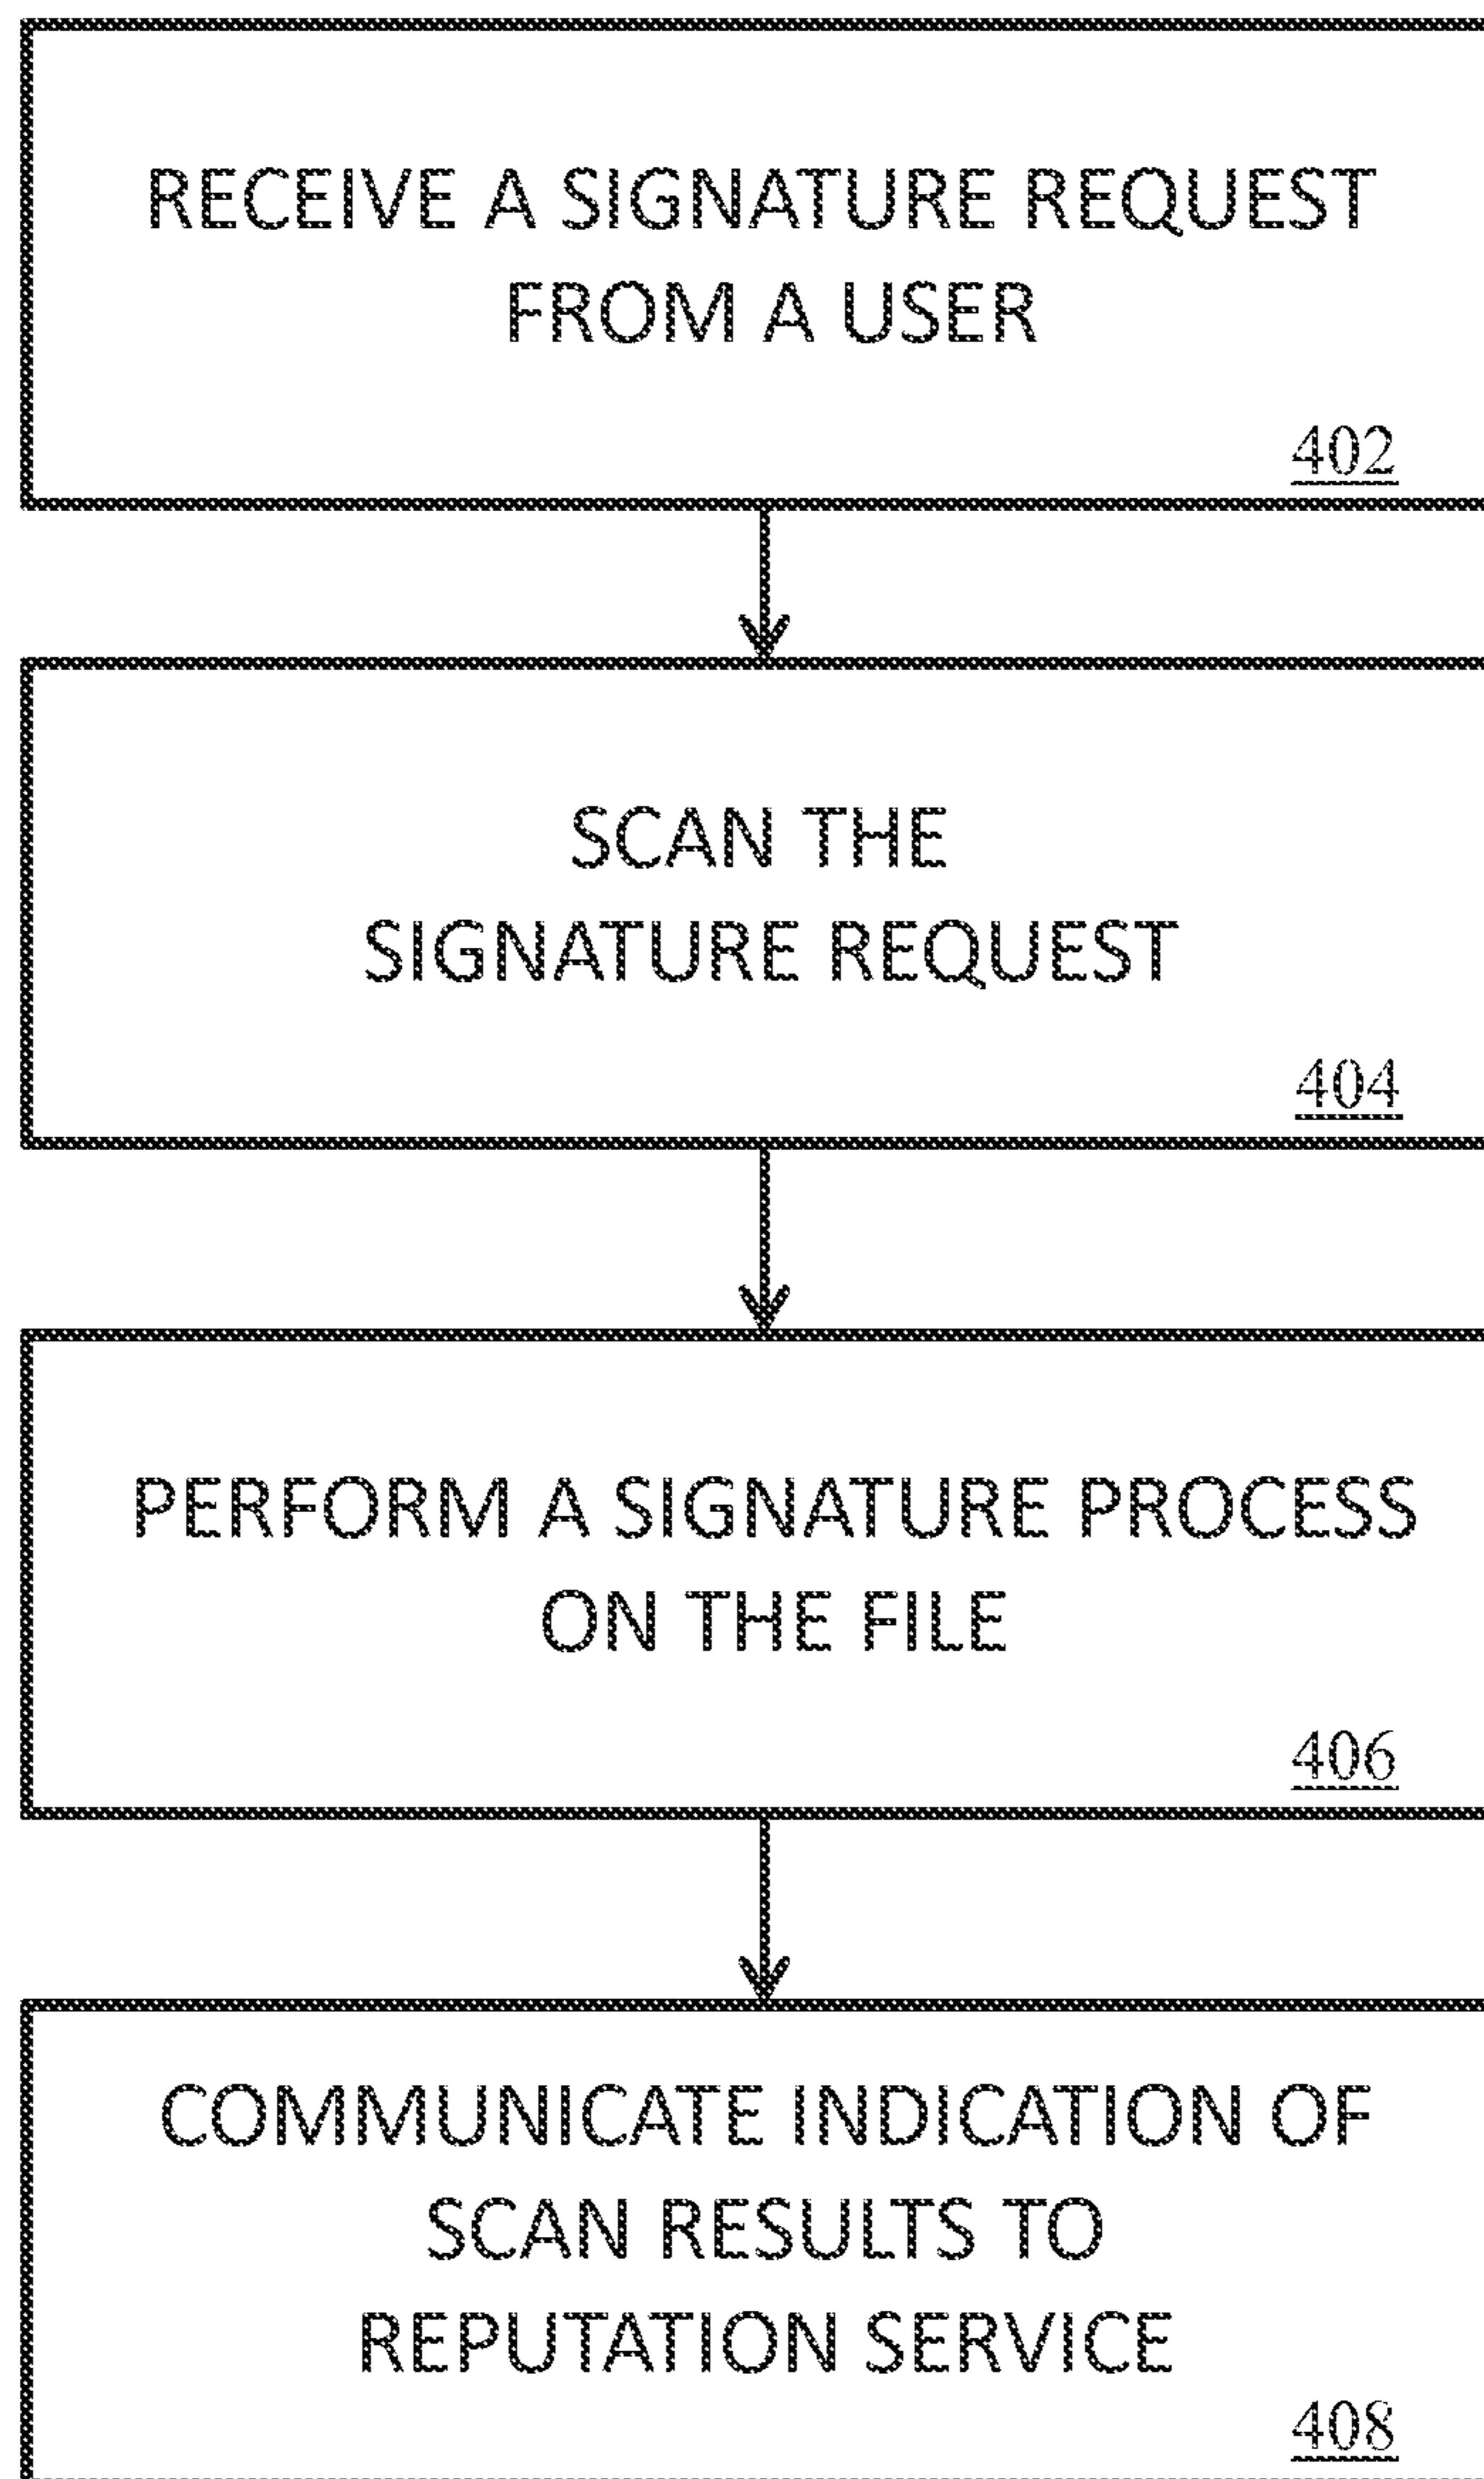 RECEIVE A SIGNATURE REQUEST
FROM A USER
402
SCAN THE
SIGNATURE REQUEST
404
PERFORM A SIGNATURE PROCESS
ON THE FILE
406
COMMUNICATE INDICATION OF
SCAN RESULTS TO
REPUTATION SERVICE
408